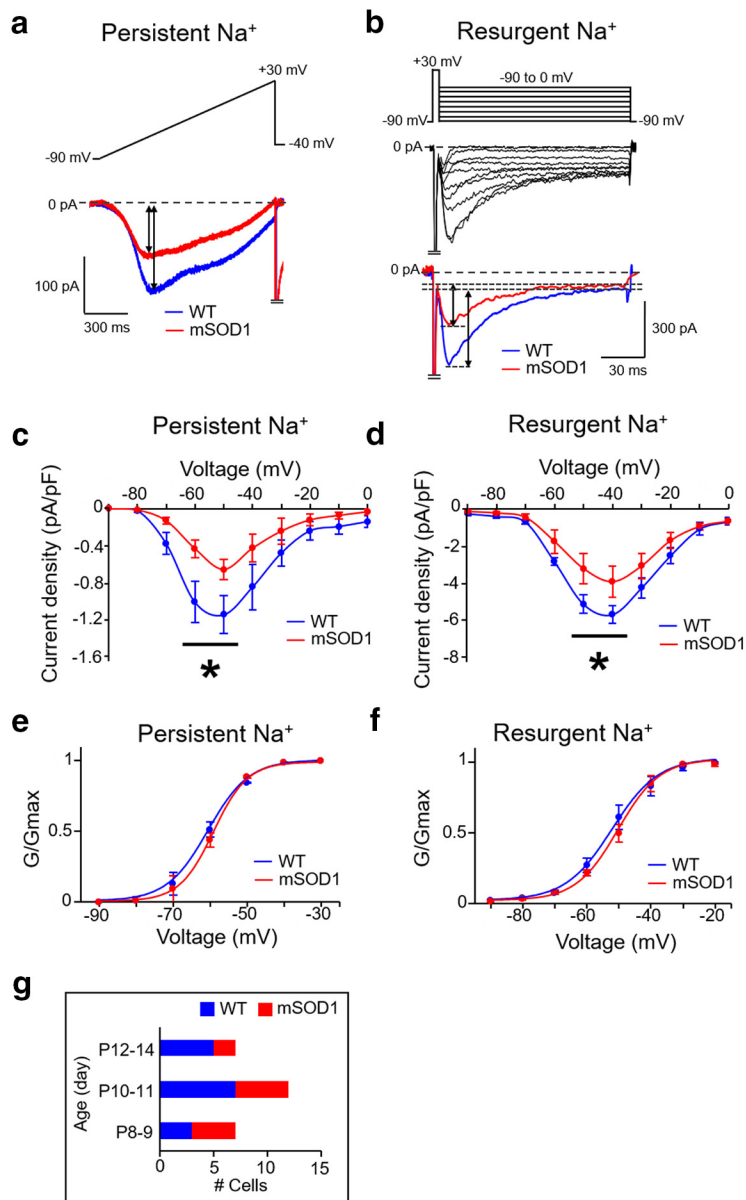 a
Persistent Na+
+30 mV
-90 mV
-40 mV
0 pA
100 pA
300 ms
WT
mSOD1
b
Resurgent Na+
+30 mV
-90 to 0 mV
-90 mV
-90 mV
0 pA
0 pA
300 pA
30 ms
WT
mSOD1
c
Persistent Na+
Voltage (mV)
-80 -60 -40 -20 0
Current density (pA/pF)
0
-0.4
-0.8
-1.2
-1.6
WT
mSOD1
*
d
Resurgent Na+
Voltage (mV)
-80 -60 -40 -20 0
Current density (pA/pF)
0
-2
-4
-6
-8
WT
mSOD1
*
e
Persistent Na+
G/Gmax
1
0.5
0
WT
mSOD1
-90 -70 -50 -30
Voltage (mV)
f
Resurgent Na+
G/Gmax
1
0.5
0
WT
mSOD1
-80 -60 -40 -20
Voltage (mV)
g
WT mSOD1
Age (day)
P12-14
P10-11
P8-9
0 5 10 15
# Cells